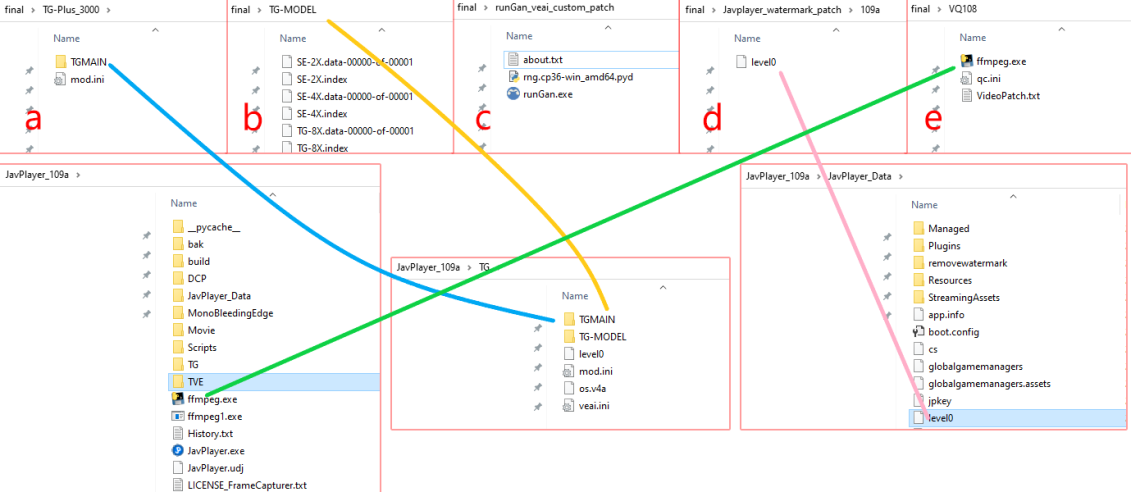 final > TG-Plus_3000 >
Name
TGMAIN
mod.ini
a
final > TG-MODEL
Name
SE-2X.data-00000-of-00001
SE-2X.index
SE-4X.data-00000-of-00001
SE-4X.index
TG-8X.data-00000-of-00001
TG-8X.index
b
final > runGan_veai_custom_patch
Name
about.txt
rng.cp36-win_amd64.pyd
runGan.exe
c
final > Javplayer_watermark_patch > 109a
Name
level0
d
final > VQ108
Name
ffmpeg.exe
qc.ini
VideoPatch.txt
e
JavPlayer_109a >
Name
__pycache__
bak
build
DCP
JavPlayer_Data
MonoBleedingEdge
Movie
Scripts
TG
TVE
ffmpeg.exe
ffmpeg1.exe
History.txt
JavPlayer.exe
JavPlayer.udj
LICENSE_FrameCapturer.txt
JavPlayer_109a > TG
Name
TGMAIN
TG-MODEL
level0
mod.ini
os.v4a
veai.ini
JavPlayer_109a > JavPlayer_Data >
Name
Managed
Plugins
removewatermark
Resources
StreamingAssets
app.info
boot.config
cs
globalgamemanagers
globalgamemanagers.assets
jpkey
level0